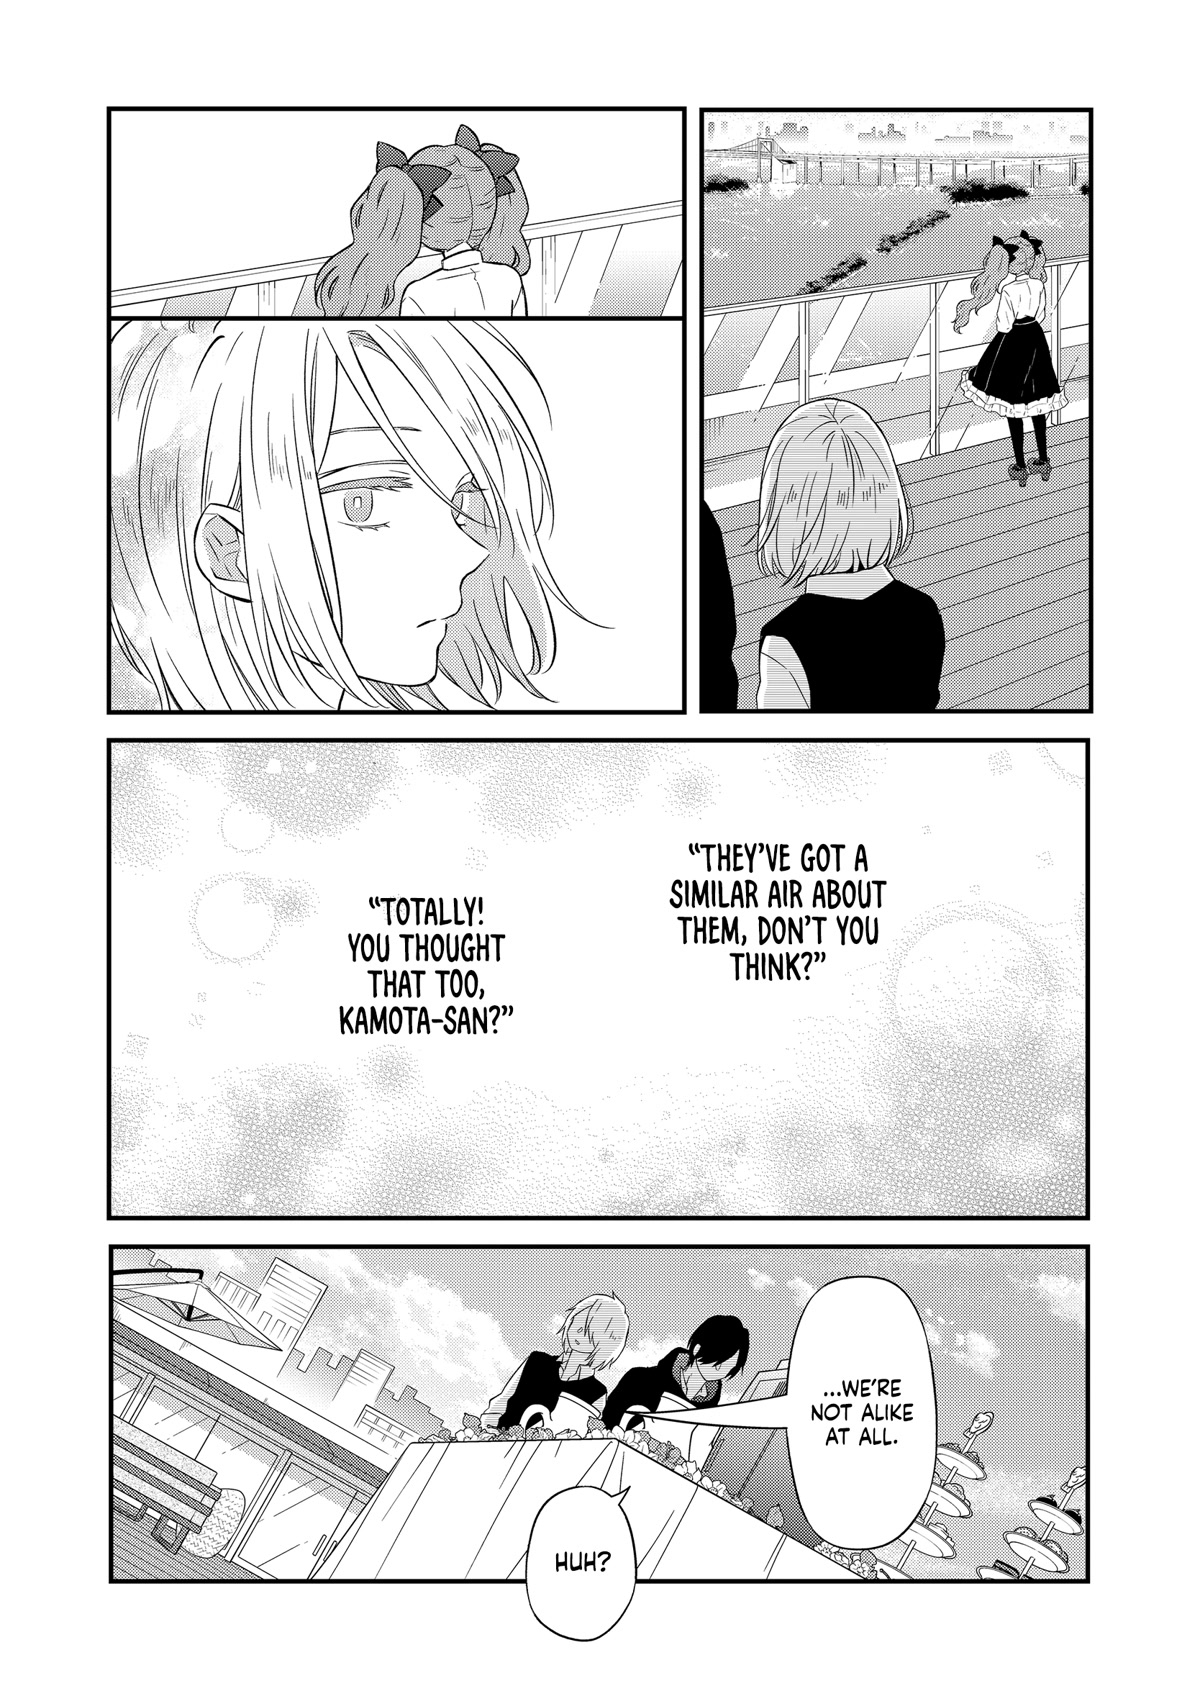 “THEY’VE GOT A
SIMILAR AIR ABOUT
THEM, DON’T YOU
THINK?”
“TOTALLY!
YOU THOUGHT
THAT TOO,
KAMOTA-SAN?”
...WE’RE
NOT ALIKE
AT ALL.
HUH?